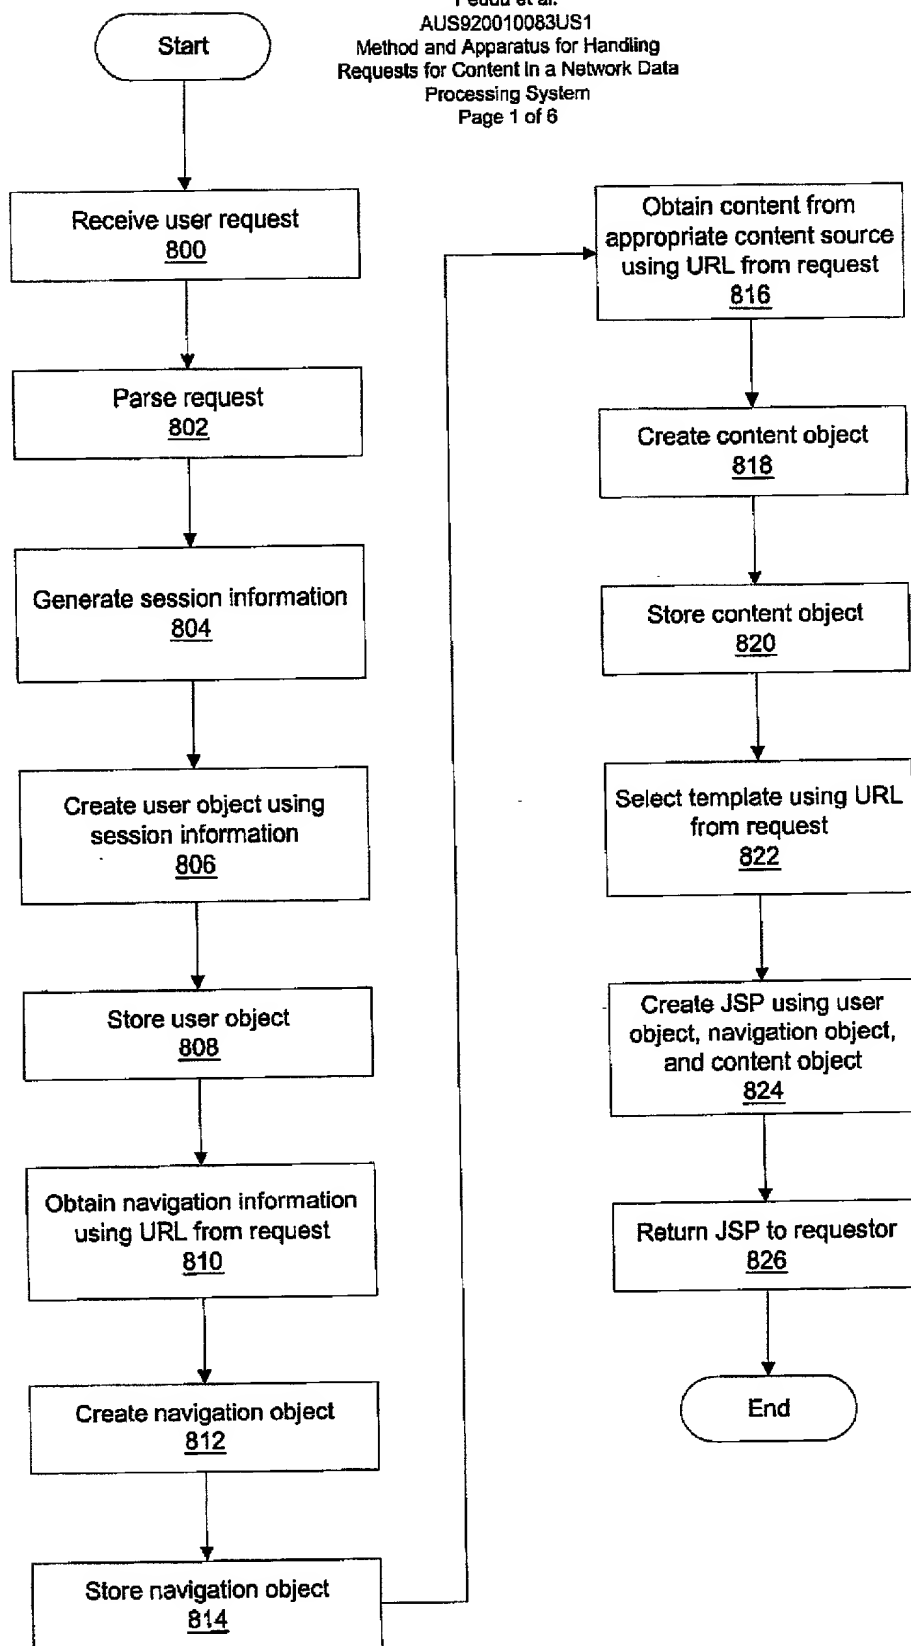 et al.
AUS920010083US1
Method and Apparatus for Handling
Requests for Content in a Network Data
Processing System
Page 1 of 6
Start
Receive user request
800
Parse request
802
Generate session information
804
Create user object using
session information
806
Store user object
808
Obtain navigation information
using URL from request
810
Create navigation object
812
Store navigation object
814
Obtain content from
appropriate content source
using URL from request
816
Create content object
818
Store content object
820
Select template using URL
from request
822
Create JSP using user
object, navigation object,
and content object
824
Return JSP to requestor
826
End